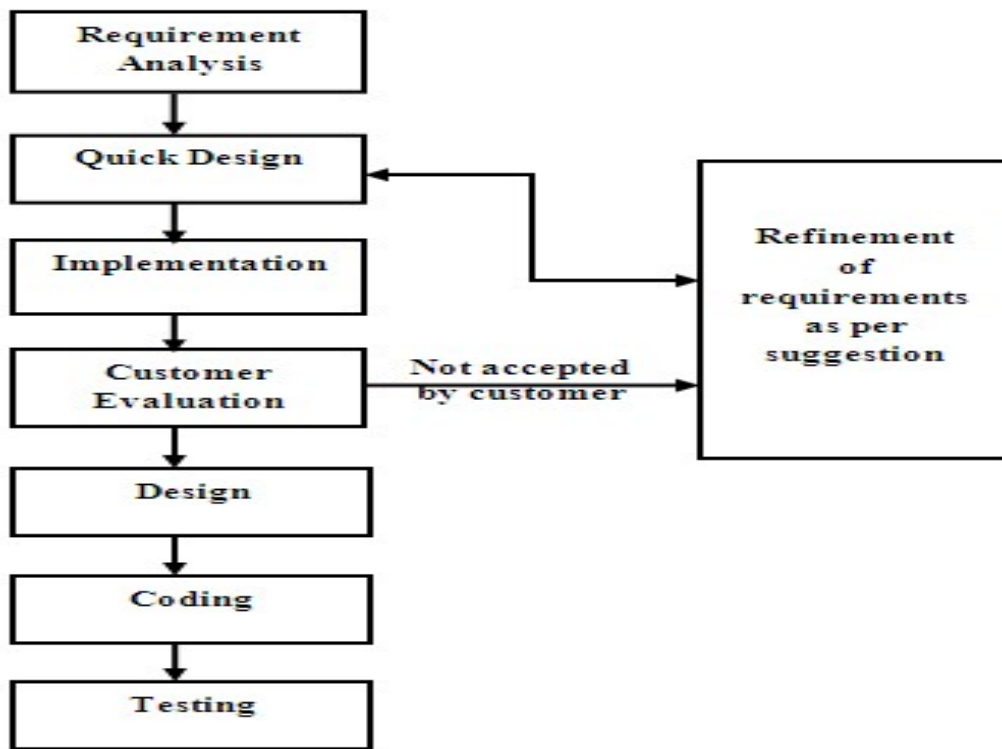 Requirement
Analysis
Quick Design
Implementation
Customer
Evaluation
Not accepted
by customer
Refinement
of
requirements
as per
suggestion
Design
Coding
Testing